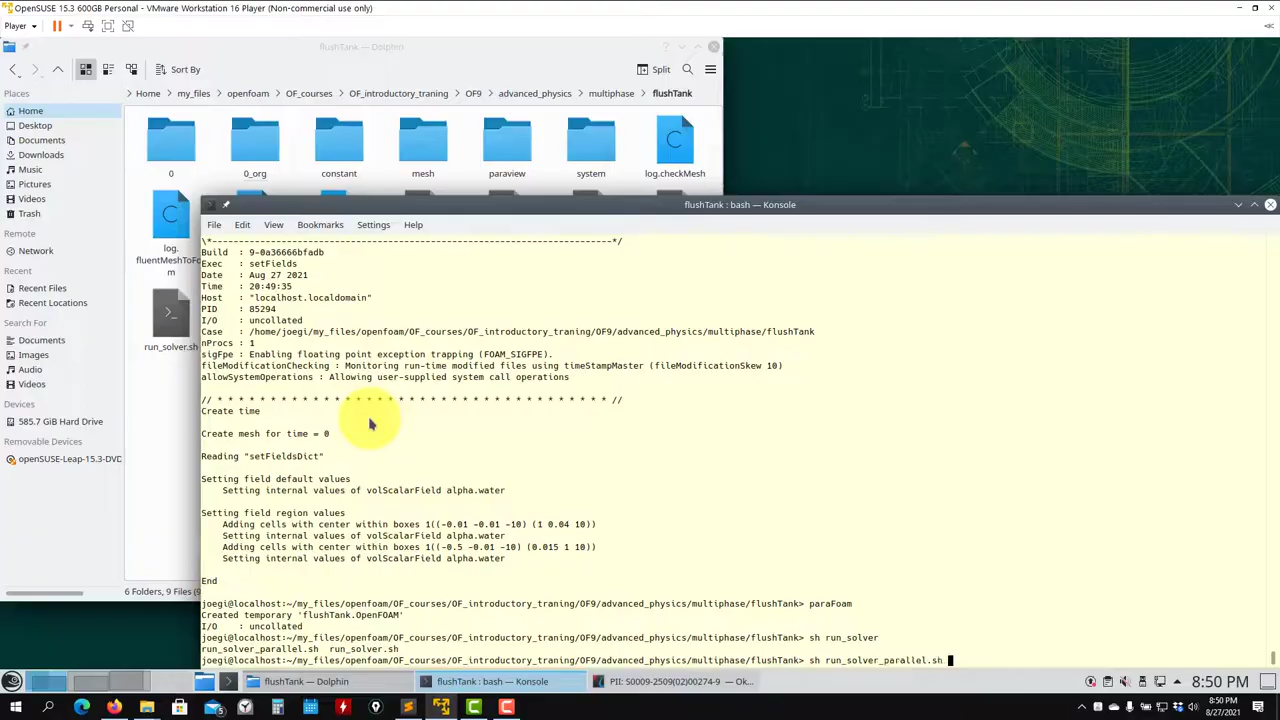 OpenSUSE 15.3 600GB Personal - VMware Workstation 16 Player (Non-commercial use only)
Player
flushTank — Dolphin
Sort By
Split
Places
Home
my_files
openfoam
OF_courses
OF_introductory_traning
OF9
advanced_physics
multiphase
flushTank
Home
Desktop
Documents
Downloads
Music
Pictures
Videos
Trash
Remote
Network
Recent
Recent Files
Recent Locations
Search For
Documents
Images
Audio
Videos
Devices
585.7 GiB Hard Drive
Removable Devices
openSUSE-Leap-15.3-DVD
0
0_org
constant
mesh
paraview
system
log.checkMesh
log.
fluentMeshToFoa
m
run_solver.sh
6 Folders, 9 Files (9
flushTank : bash — Konsole
File Edit View Bookmarks Settings Help
\*---------------------------------------------------------------------------*/
Build : 9-0a36666bfadb
Exec : setFields
Date : Aug 27 2021
Time : 20:49:35
Host : "localhost.localdomain"
PID : 85294
I/O : uncollated
Case : /home/joegi/my_files/openfoam/OF_courses/OF_introductory_traning/OF9/advanced_physics/multiphase/flushTank
nProcs : 1
sigFpe : Enabling floating point exception trapping (FOAM_SIGFPE).
fileModificationChecking : Monitoring run-time modified files using timeStampMaster (fileModificationSkew 10)
allowSystemOperations : Allowing user-supplied system call operations
// * * * * * * * * * * * * * * * * * * * * * * * * * * * * * * * * * * * * * //
Create time
Create mesh for time = 0
Reading "setFieldsDict"
Setting field default values
Setting internal values of volScalarField alpha.water
Setting field region values
Adding cells with center within boxes 1((-0.01 -0.01 -10) (1 0.04 10))
Setting internal values of volScalarField alpha.water
Adding cells with center within boxes 1((-0.5 -0.01 -10) (0.015 1 10))
Setting internal values of volScalarField alpha.water
End
joegi@localhost:~/my_files/openfoam/OF_courses/OF_introductory_traning/OF9/advanced_physics/multiphase/flushTank> paraFoam
Created temporary 'flushTank.OpenFOAM'
I/O : uncollated
joegi@localhost:~/my_files/openfoam/OF_courses/OF_introductory_traning/OF9/advanced_physics/multiphase/flushTank> sh run_solver
run_solver_parallel.sh run_solver.sh
joegi@localhost:~/my_files/openfoam/OF_courses/OF_introductory_traning/OF9/advanced_physics/multiphase/flushTank> sh run_solver_parallel.sh
flushTank — Dolphin
flushTank : bash — Konsole
PII: S0009-2509(02)00274-9 — Ok...
8:50 PM
8:50 PM
8/27/2021